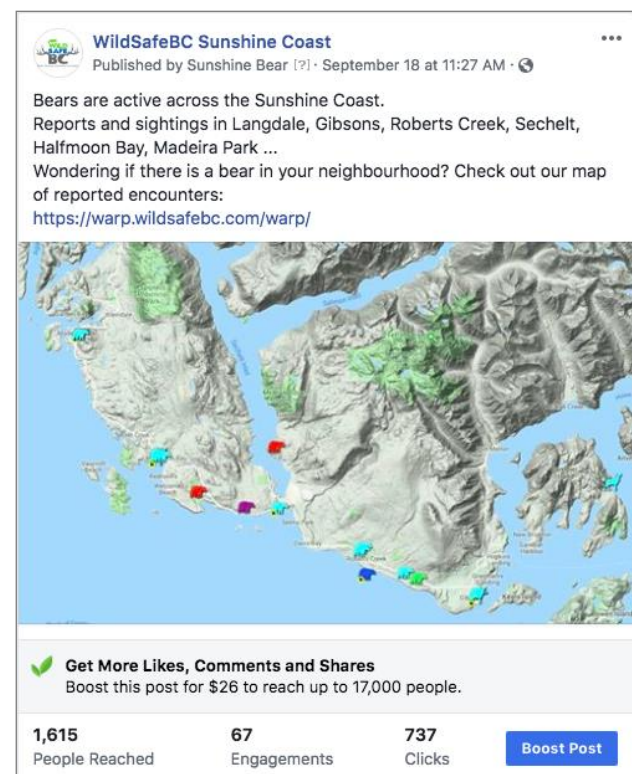 WILD
SAFE
BC
WildSafeBC Sunshine Coast
Published by Sunshine Bear [?] · September 18 at 11:27 AM ·
Bears are active across the Sunshine Coast.
Reports and sightings in Langdale, Gibsons, Roberts Creek, Sechelt,
Halfmoon Bay, Madeira Park ...
Wondering if there is a bear in your neighbourhood? Check out our map
of reported encounters:
https://warp.wildsafebc.com/warp/
Get More Likes, Comments and Shares
Boost this post for $26 to reach up to 17,000 people.
1,615 67 737
People Reached Engagements Clicks
Boost Post